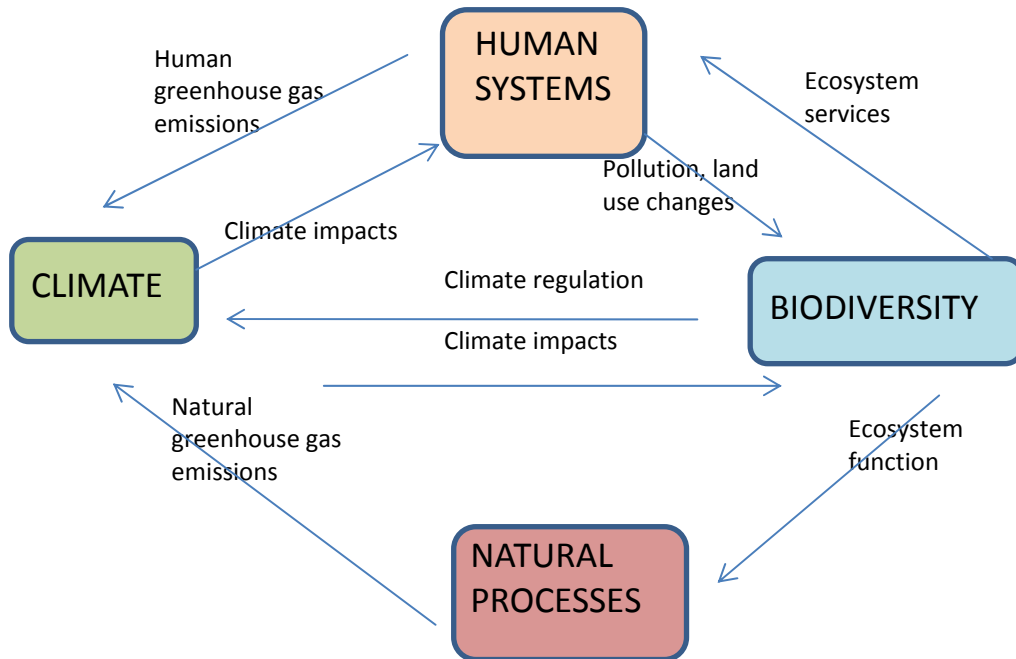 HUMAN
SYSTEMS
Human
greenhouse gas
emissions
Ecosystem
services
Pollution, land
use changes
Climate impacts
CLIMATE
Climate regulation
BIODIVERSITY
Climate impacts
Natural
greenhouse gas
emissions
Ecosystem
function
NATURAL
PROCESSES